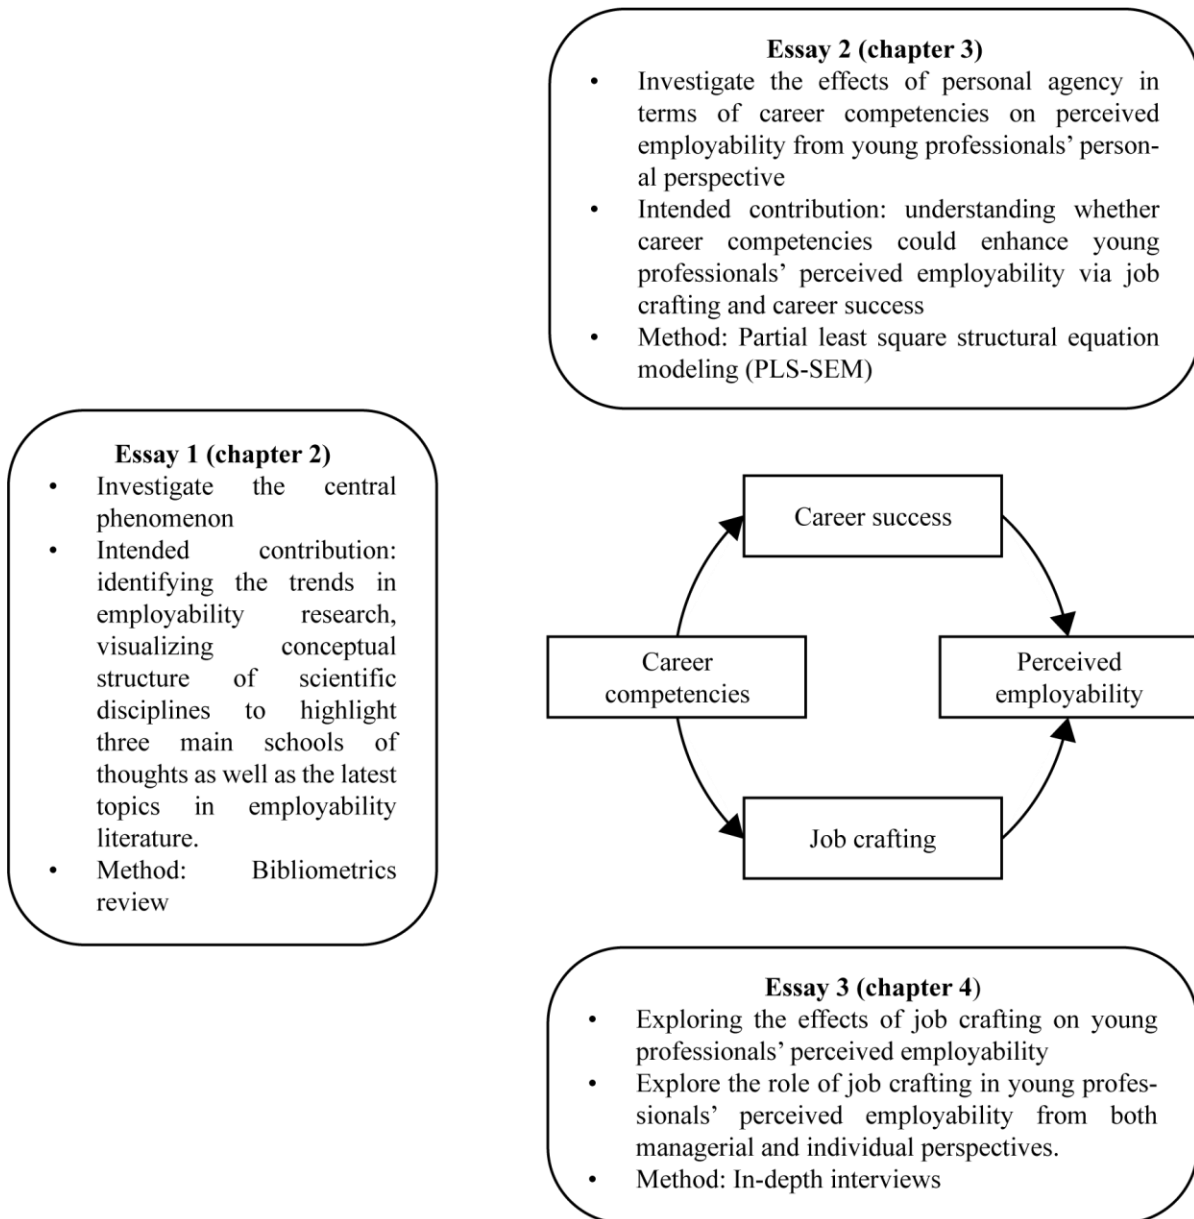 Essay 2 (chapter 3)
• Investigate the effects of personal agency in
terms of career competencies on perceived
employability from young professionals’ person-
al perspective
• Intended contribution: understanding whether
career competencies could enhance young
professionals’ perceived employability via job
crafting and career success
• Method: Partial least square structural equation
modeling (PLS-SEM)
Essay 1 (chapter 2)
• Investigate the central
phenomenon
• Intended contribution:
identifying the trends in
employability research,
visualizing conceptual
structure of scientific
disciplines to highlight
three main schools of
thoughts as well as the latest
topics in employability
literature.
• Method: Bibliometrics
review
Career success
Career
competencies
Perceived
employability
Job crafting
Essay 3 (chapter 4)
• Exploring the effects of job crafting on young
professionals’ perceived employability
• Explore the role of job crafting in young profes-
sionals’ perceived employability from both
managerial and individual perspectives.
• Method: In-depth interviews